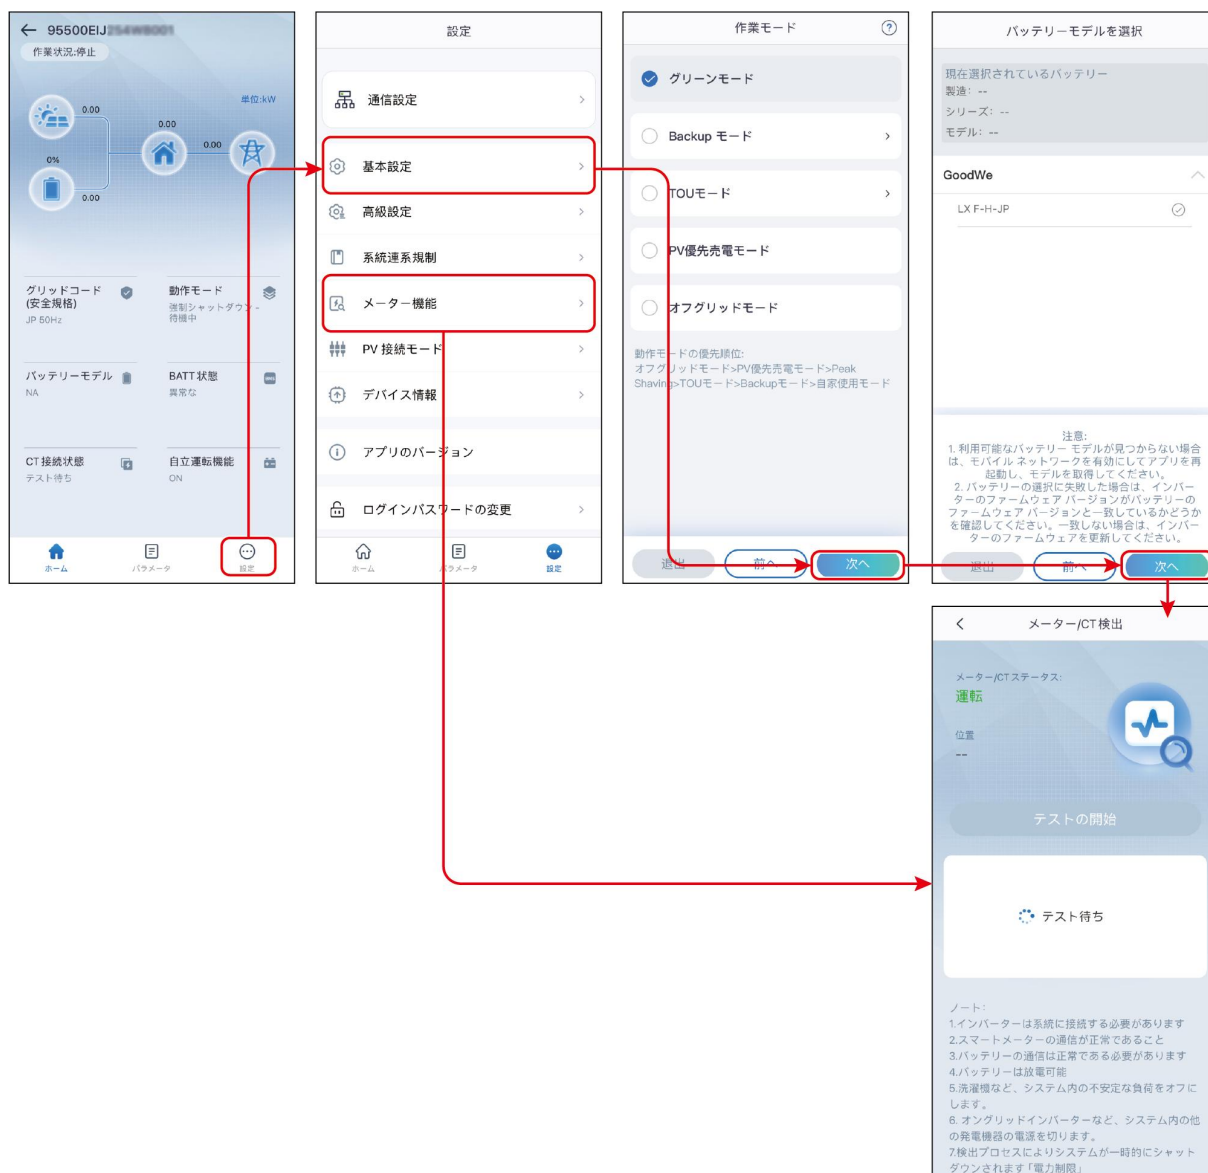 95500EIJ
作業状況:停止
単位:kW
0.00
0.00
0.00
0%
0.00
グリッドコード
(安全規格)
JP 50Hz
動作モード
強制シャットダウン -
待機中
バッテリーモデル
NA
BATT 状態
異常な
CT 接続状態
テスト待ち
自立運転機能
ON
ホーム
パラメータ
設定
設定
通信設定
基本設定
高級設定
系統連系規制
メーター機能
PV 接続モード
デバイス情報
アプリのバージョン
ログインパスワードの変更
ホーム
パラメータ
設定
作業モード
グリーンモード
Backup モード
TOUモード
PV優先売電モード
オフグリッドモード
動作モードの優先順位:
オフグリッドモード>PV優先売電モード>Peak
Shaving>TOUモード>Backupモード>自家使用モード
退出
前へ
次へ
バッテリーモデルを選択
現在選択されているバッテリー
製造: --
シリーズ: --
モデル: --
GoodWe
LX F-H-JP
注意:
1. 利用可能なバッテリー モデルが見つからない場合
は、モバイル ネットワークを有効にしてアプリを再
起動し、モデルを取得してください。
2. バッテリーの選択に失敗した場合は、インバー
ターのファームウェア バージョンがバッテリーの
ファームウェア バージョンと一致しているかどうか
を確認してください。一致しない場合は、インバー
ターのファームウェアを更新してください。
退出
前へ
次へ
メーター/CT 検出
メーター/CTステータス:
運転
位置
--
テストの開始
テスト待ち
ノート:
1.インバーターは系統に接続する必要があります
2.スマートメーターの通信が正常であること
3.バッテリーの通信は正常である必要があります
4.バッテリーは放電可能
5.洗濯機など、システム内の不安定な負荷をオフに
します。
6. オングリッドインバーターなど、システム内の他
の発電機器の電源を切ります。
7.検出プロセスによりシステムが一時的にシャット
ダウンされます「電力制限」